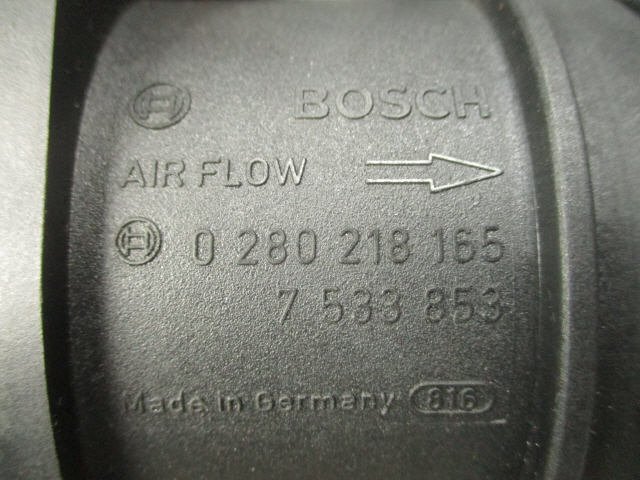 BOSCH
AIR FLOW
0 280 218 165
7 533 853
Made in Germany 816